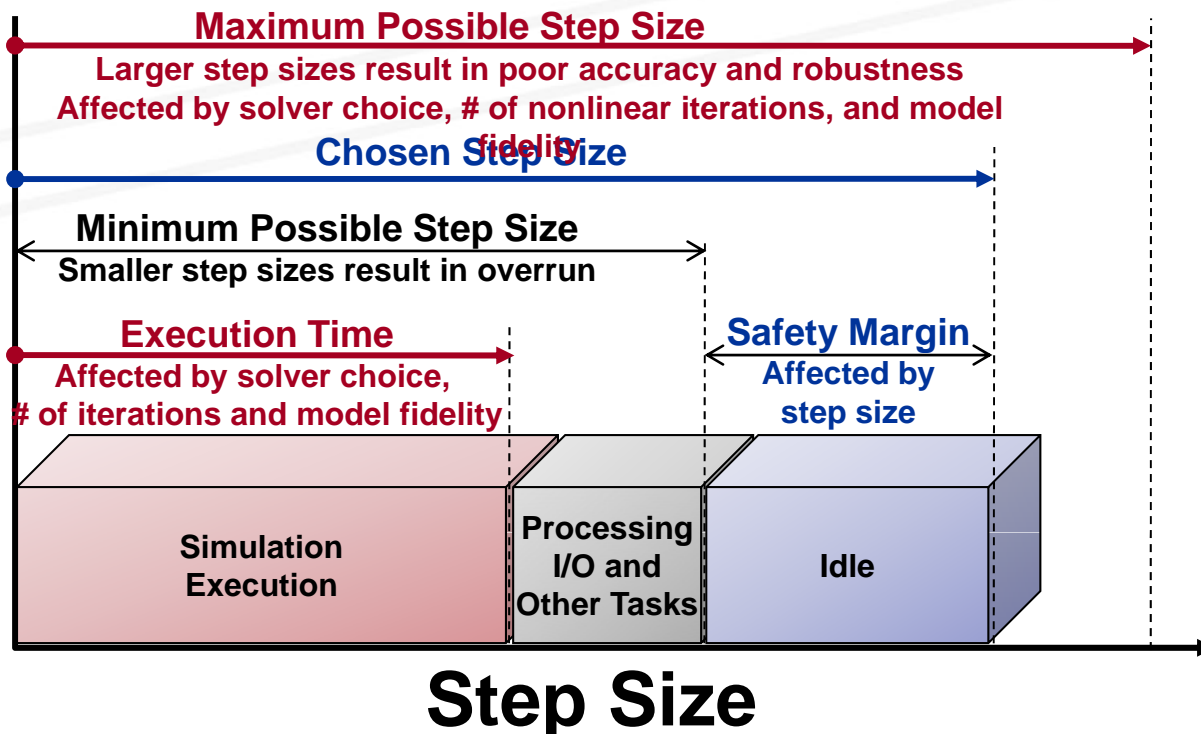 Maximum Possible Step Size
Larger step sizes result in poor accuracy and robustness
Affected by solver choice, # of nonlinear iterations, and model
fidelity
Chosen Step Size
Minimum Possible Step Size
Smaller step sizes result in overrun
Execution Time
Affected by solver choice,
# of iterations and model fidelity
Safety Margin
Affected by
step size
Simulation
Execution
Processing
I/O and
Other Tasks
Idle
Step Size